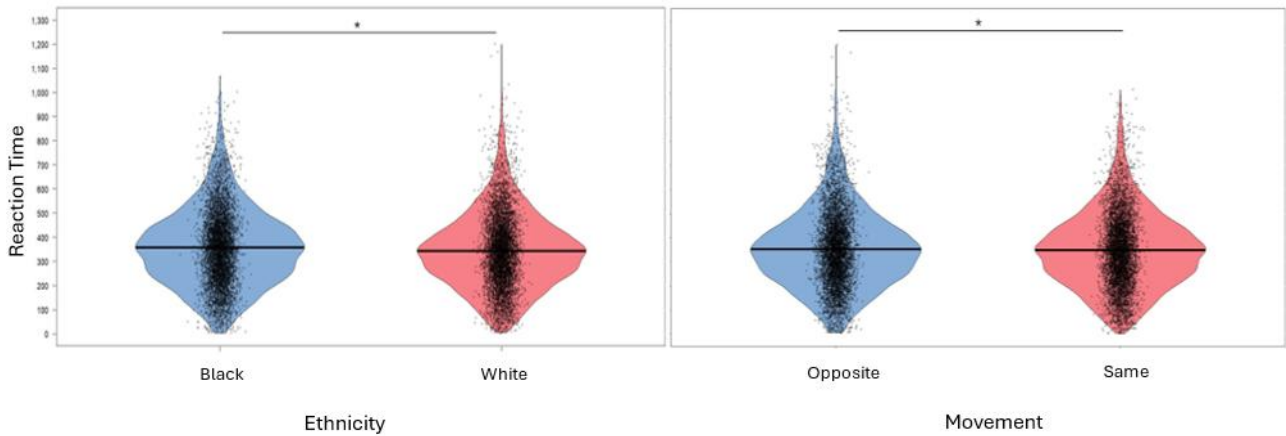 *
*
Reaction Time
1,300
1,200
1,100
1,000
900
800
700
600
500
400
300
200
100
0
Black
White
Opposite
Same
Ethnicity
Movement